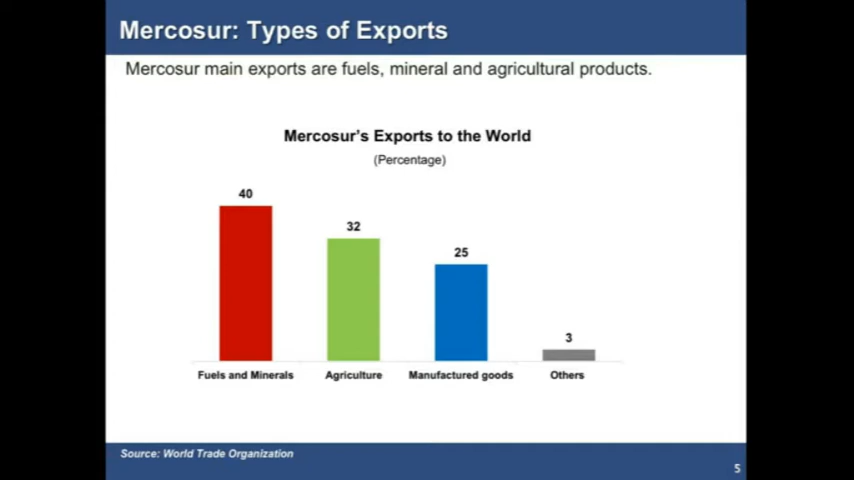 Mercosur: Types of Exports
Mercosur main exports are fuels, mineral and agricultural products.
Mercosur's Exports to the World
(Percentage)
40
32
25
3
Fuels and Minerals
Agriculture
Manufactured goods
Others
Source: World Trade Organization
5